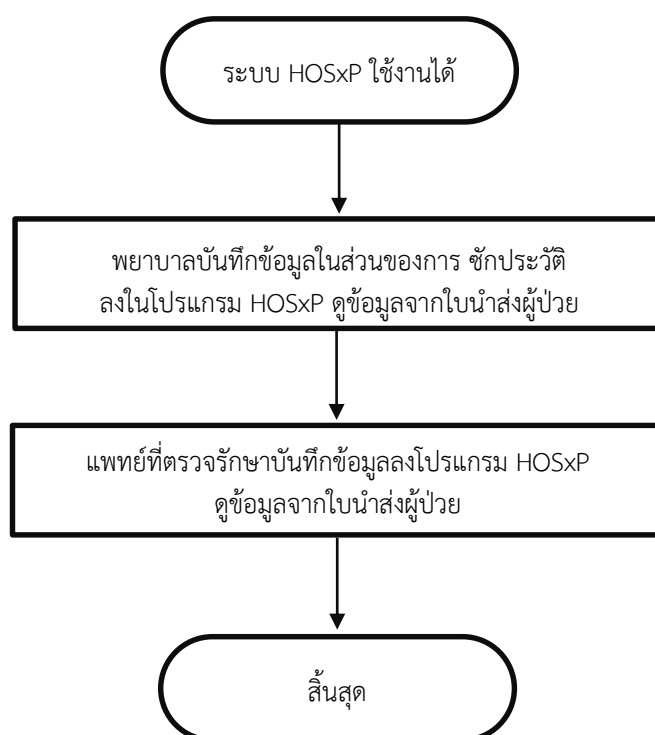 ระบบ HOSxP ใช้งานได้
พยาบาลบันทึกข้อมูลในส่วนของการ ซักประวัติ
ลงในโปรแกรม HOSxP ดูข้อมูลจากใบนำส่งผู้ป่วย
แพทย์ที่ตรวจรักษาบันทึกข้อมูลลงโปรแกรม HOSxP
ดูข้อมูลจากใบนำส่งผู้ป่วย
สิ้นสุด